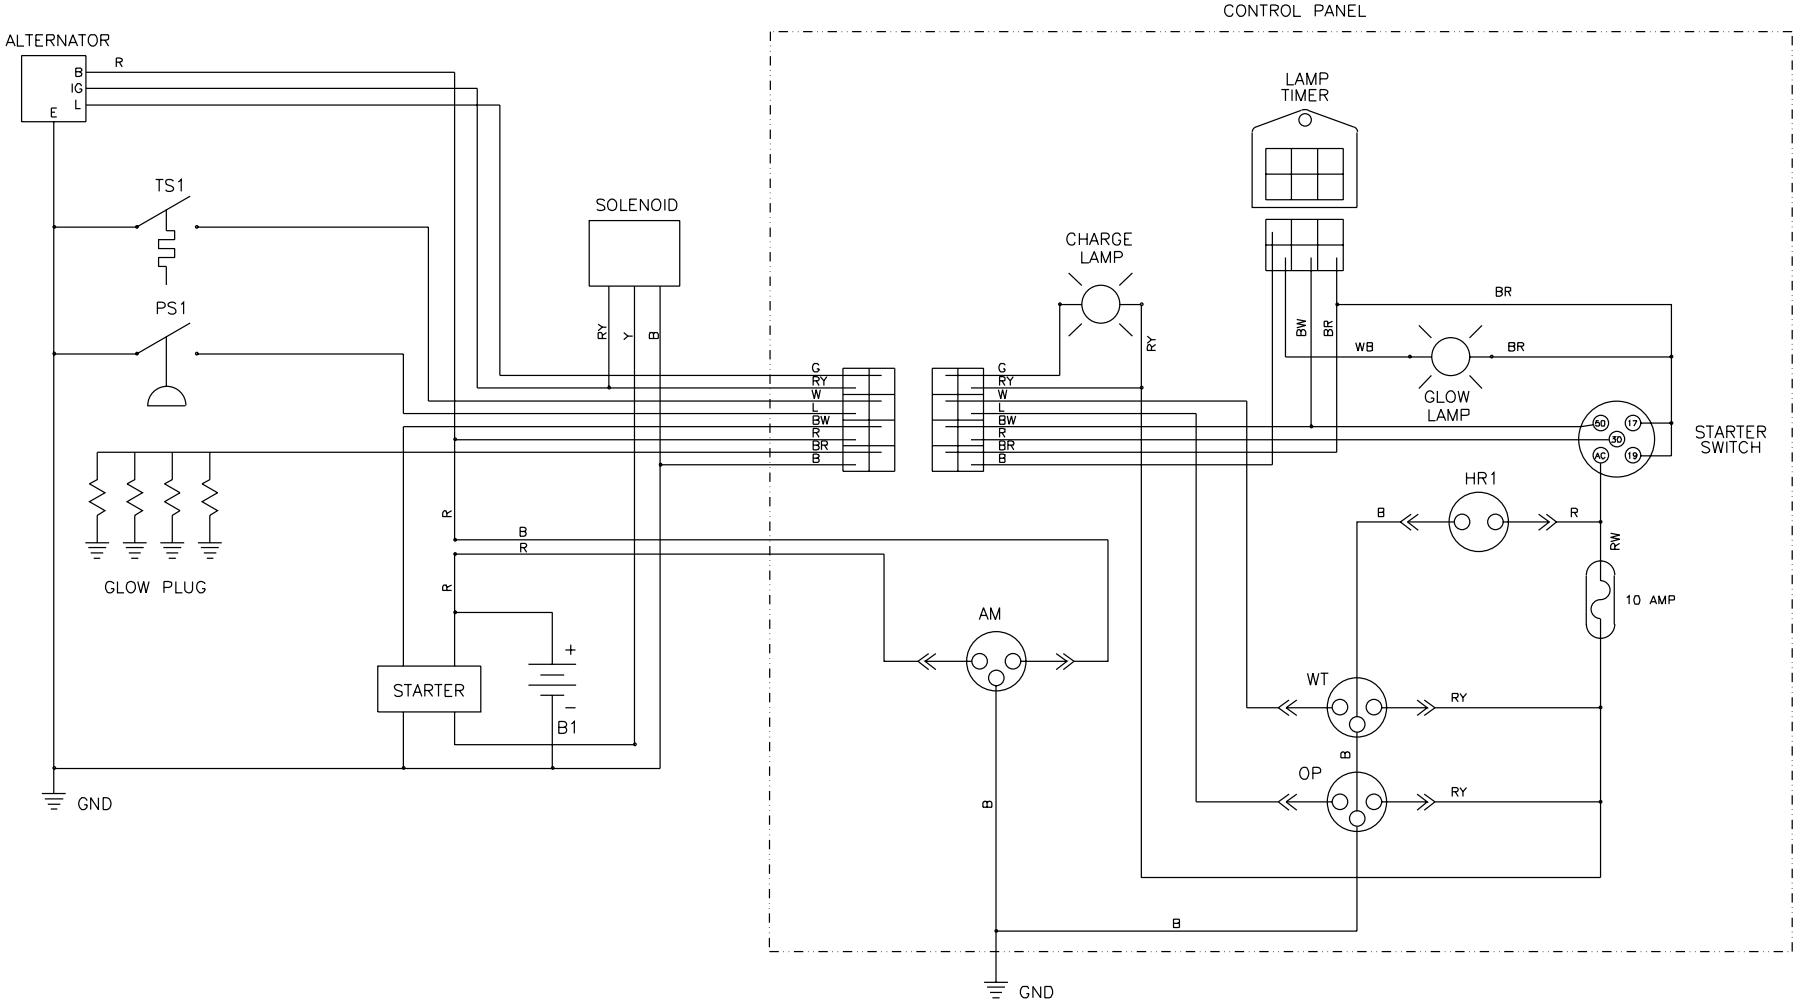 CONTROL PANEL
ALTERNATOR
B
R
IG
L
E
LAMP
TIMER
TS1
SOLENOID
CHARGE
LAMP
PS1
RY
Y
B
RY
BW
BR
BR
WB
BR
GLOW
LAMP
G
RY
W
L
BW
R
BR
B
G
RY
W
L
BW
R
BR
B
50
17
30
AC
19
STARTER
SWITCH
HR1
B
R
RW
R
B
R
R
GLOW PLUG
10 AMP
AM
+
STARTER
−
B1
WT
RY
B
OP
RY
GND
B
B
GND